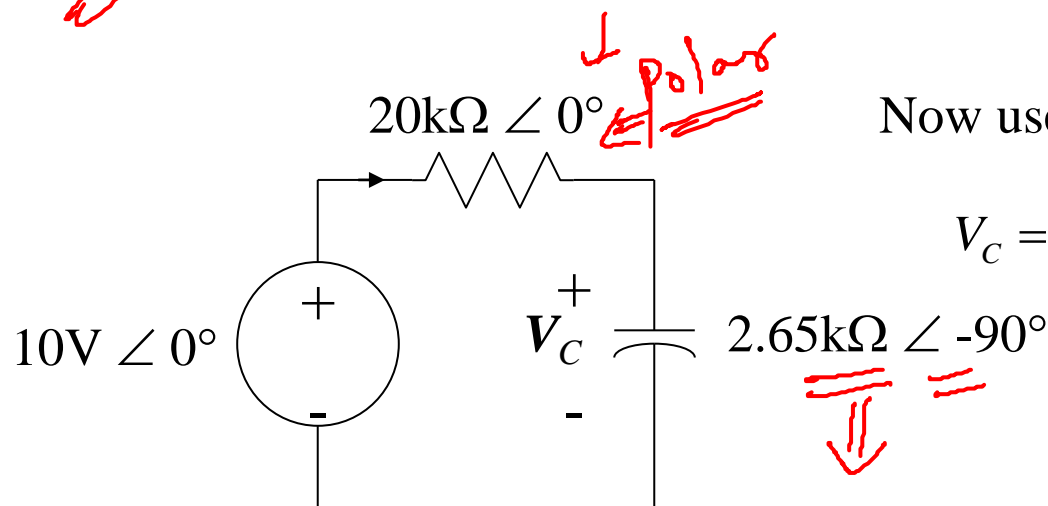 polar
20kΩ ∠ 0°
Now use
V_C =
+
+
10V ∠ 0°
V_C
2.65kΩ ∠ -90°
-
-